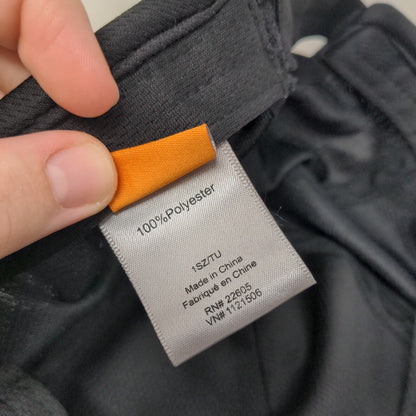 100%Polyester
1SZ/TU
Made in China
Fabriqué en Chine
RN# 22605
VN# 1121506